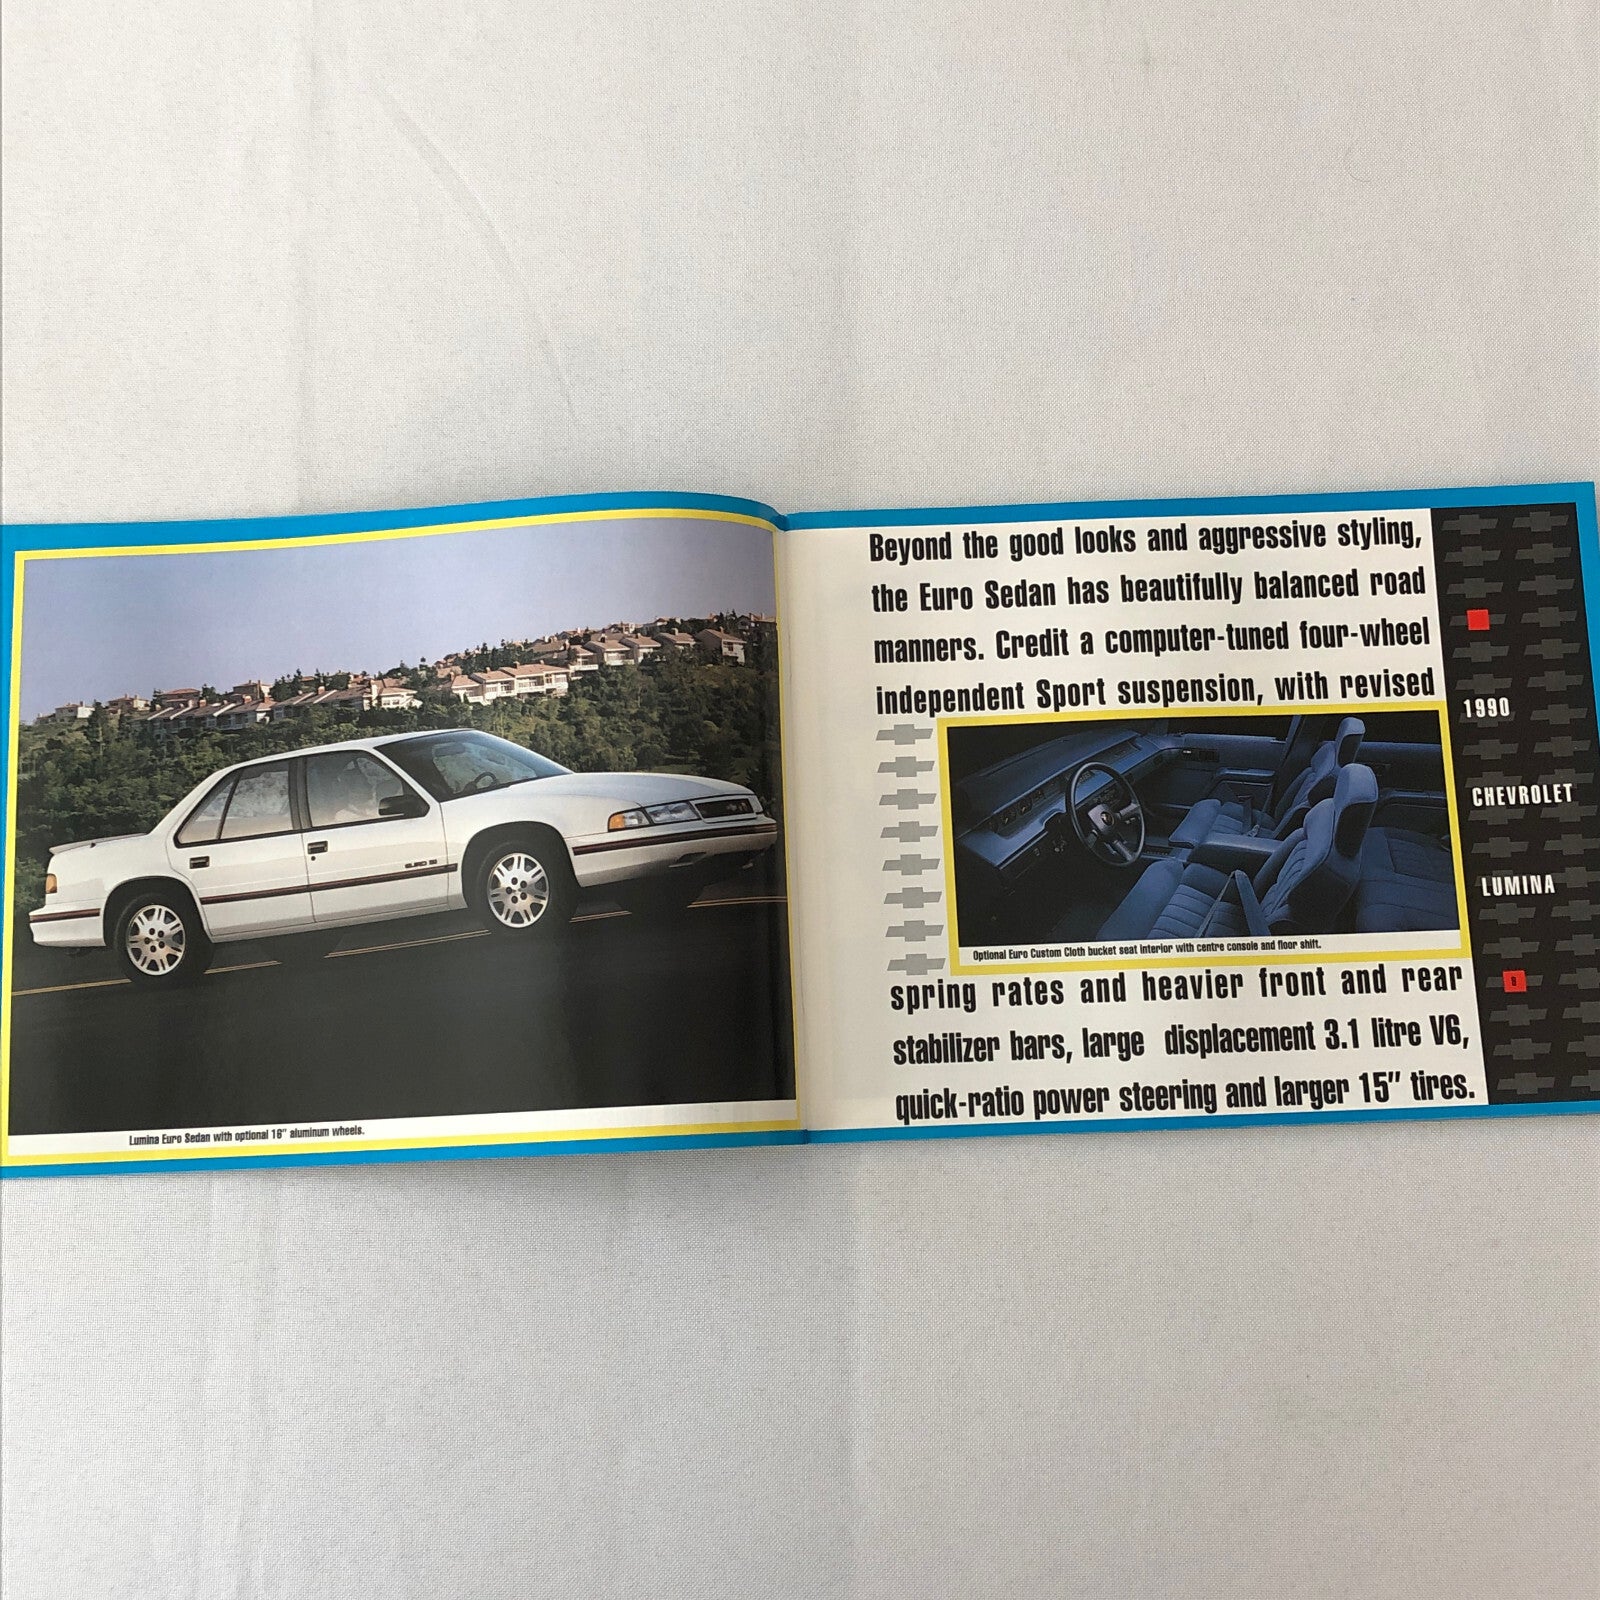 EURO 3.1
Lumina Euro Sedan with optional 16" aluminum wheels.
Beyond the good looks and aggressive styling,
the Euro Sedan has beautifully balanced road
manners. Credit a computer-tuned four-wheel
independent Sport suspension, with revised
Optional Euro Custom Cloth bucket seat interior with centre console and floor shift.
spring rates and heavier front and rear
stabilizer bars, large displacement 3.1 litre V6,
quick-ratio power steering and larger 15" tires.
1990
CHEVROLET
LUMINA